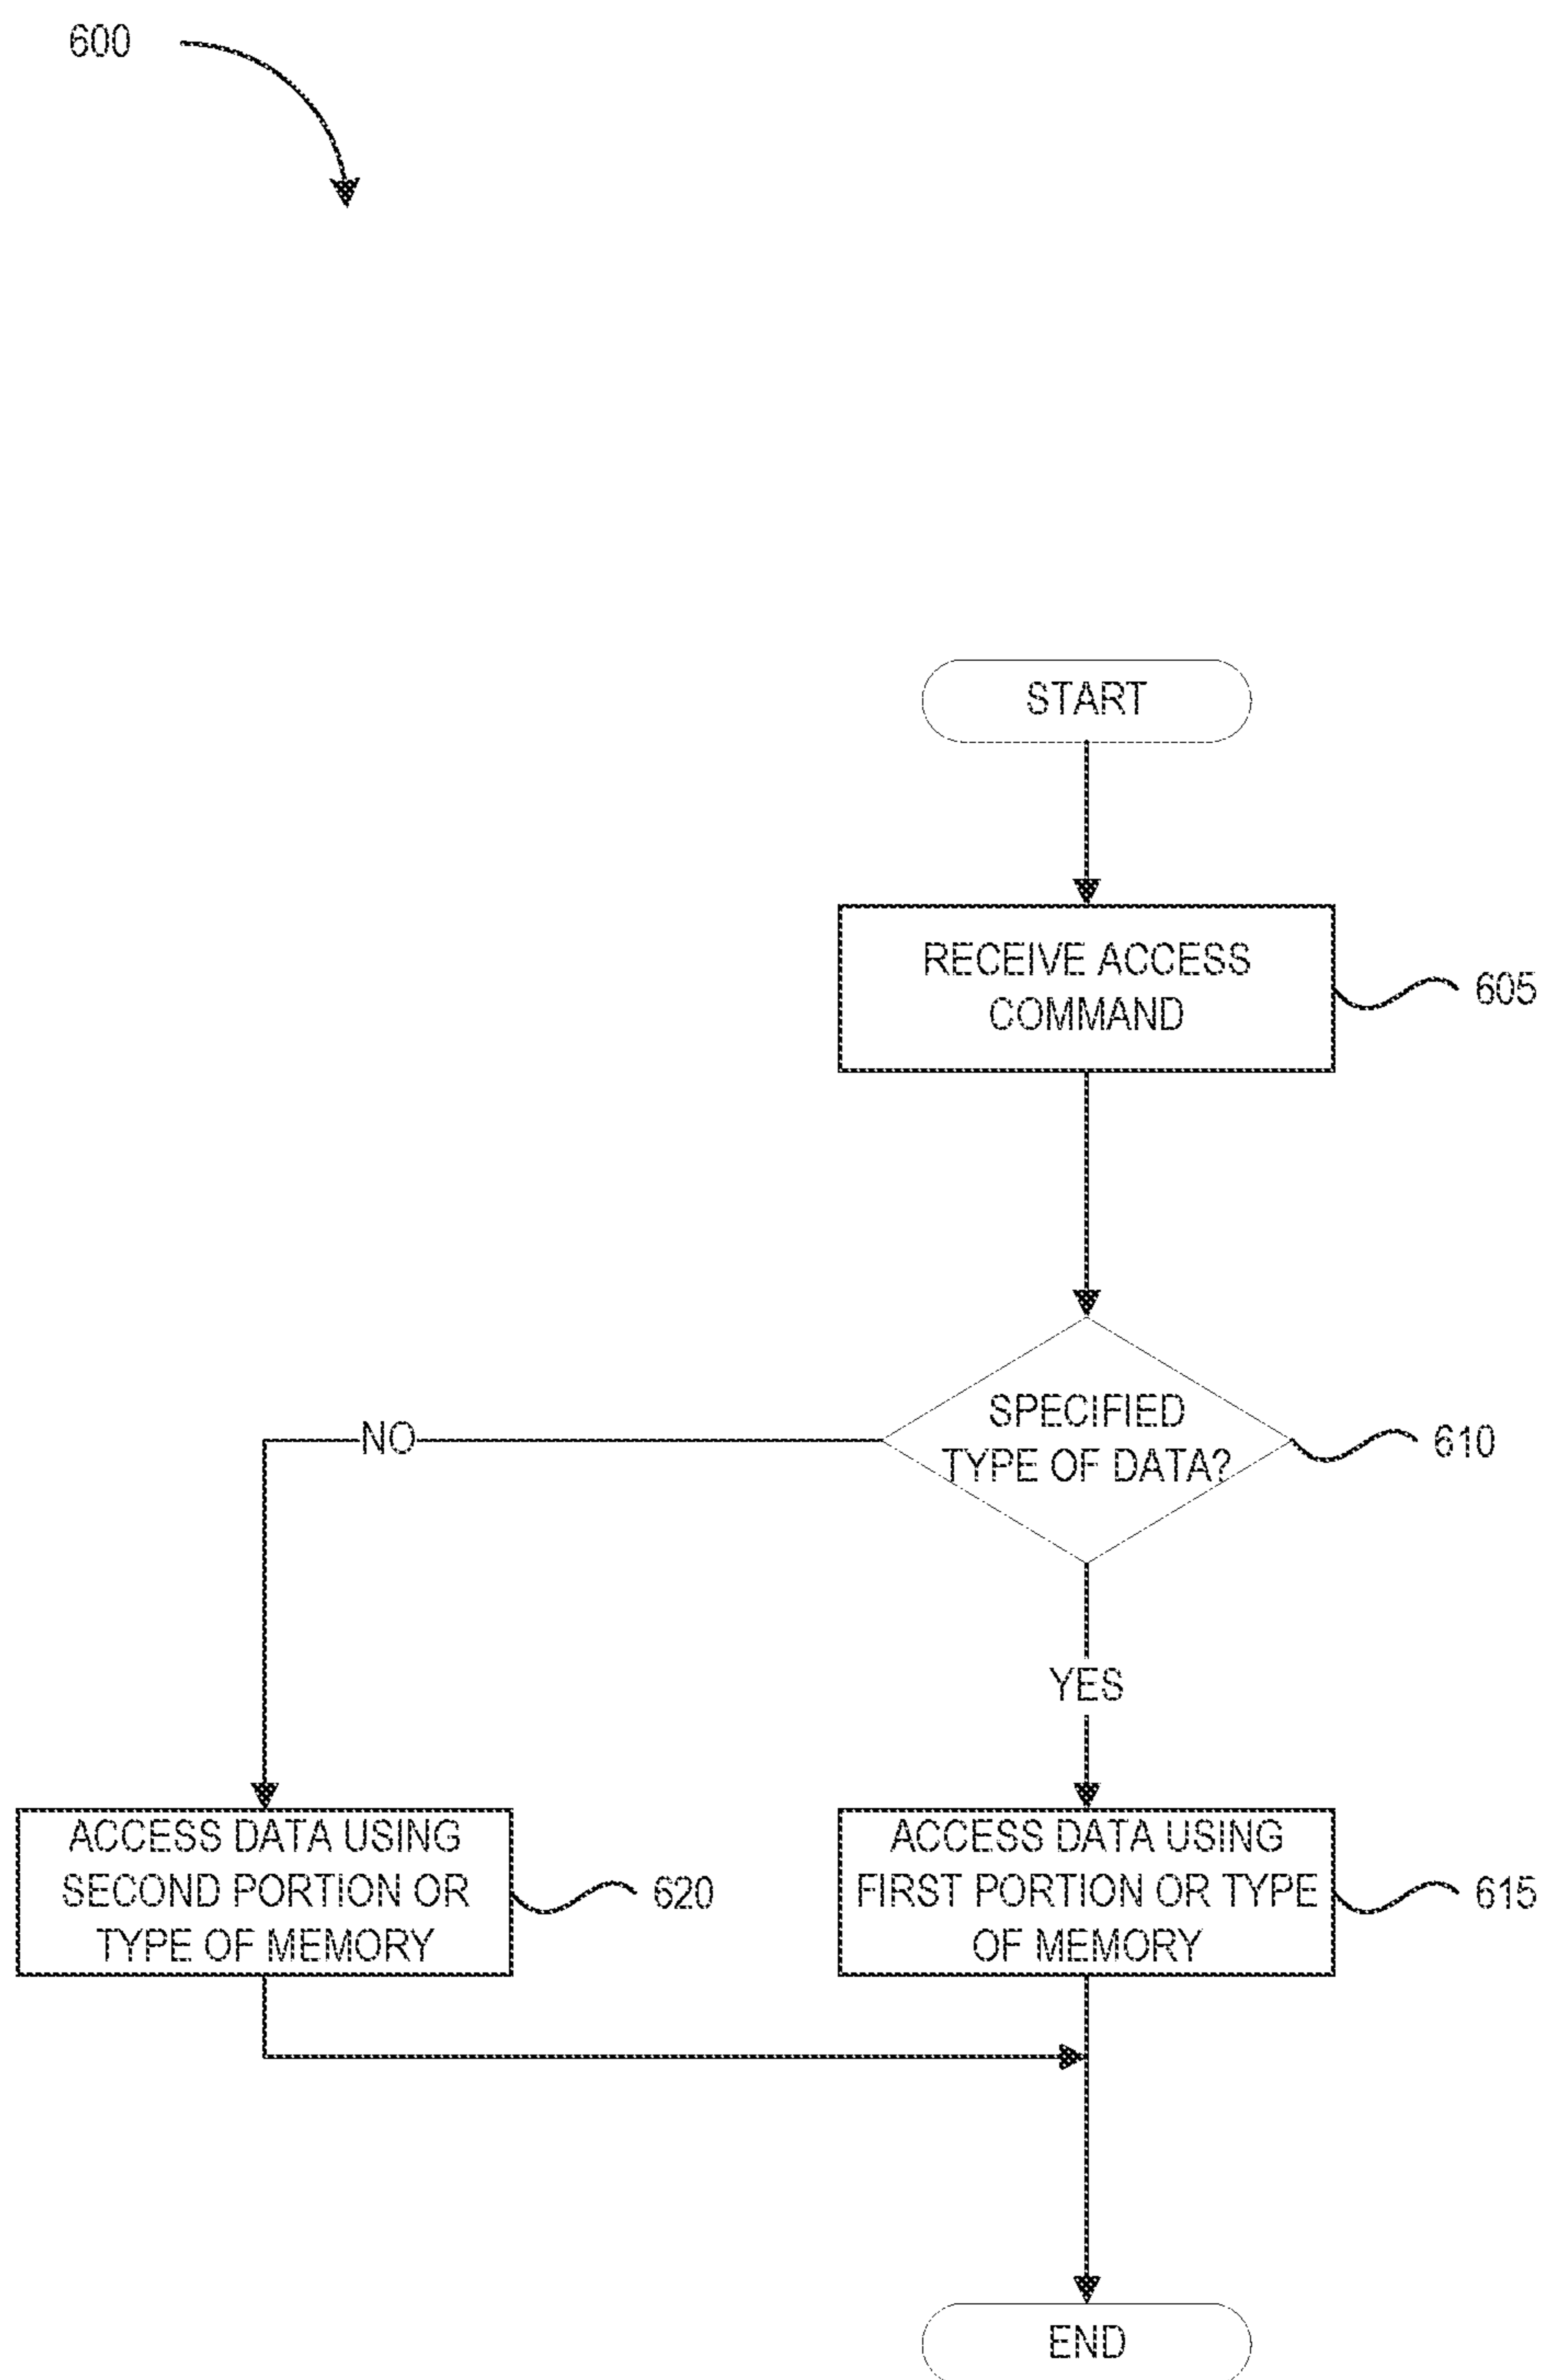 600
START
RECEIVE ACCESS
COMMAND
605
SPECIFIED
TYPE OF DATA?
610
NO
YES
ACCESS DATA USING
SECOND PORTION OR
TYPE OF MEMORY
620
ACCESS DATA USING
FIRST PORTION OR TYPE
OF MEMORY
615
END